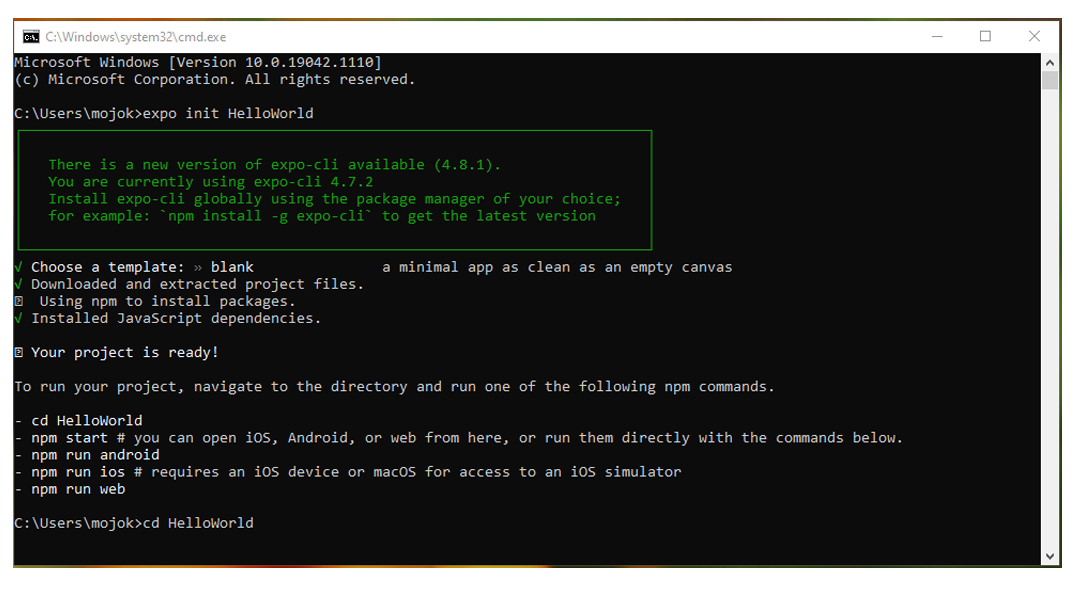 C:\Windows\system32\cmd.exe
Microsoft Windows [Version 10.0.19042.1110]
(c) Microsoft Corporation. All rights reserved.
C:\Users\mojok>expo init HelloWorld
There is a new version of expo-cli available (4.8.1).
You are currently using expo-cli 4.7.2
Install expo-cli globally using the package manager of your choice;
for example: `npm install -g expo-cli` to get the latest version
√ Choose a template: » blank                a minimal app as clean as an empty canvas
√ Downloaded and extracted project files.
⍰ Using npm to install packages.
√ Installed JavaScript dependencies.
⍰ Your project is ready!
To run your project, navigate to the directory and run one of the following npm commands.
- cd HelloWorld
- npm start # you can open iOS, Android, or web from here, or run them directly with the commands below.
- npm run android
- npm run ios # requires an iOS device or macOS for access to an iOS simulator
- npm run web
C:\Users\mojok>cd HelloWorld